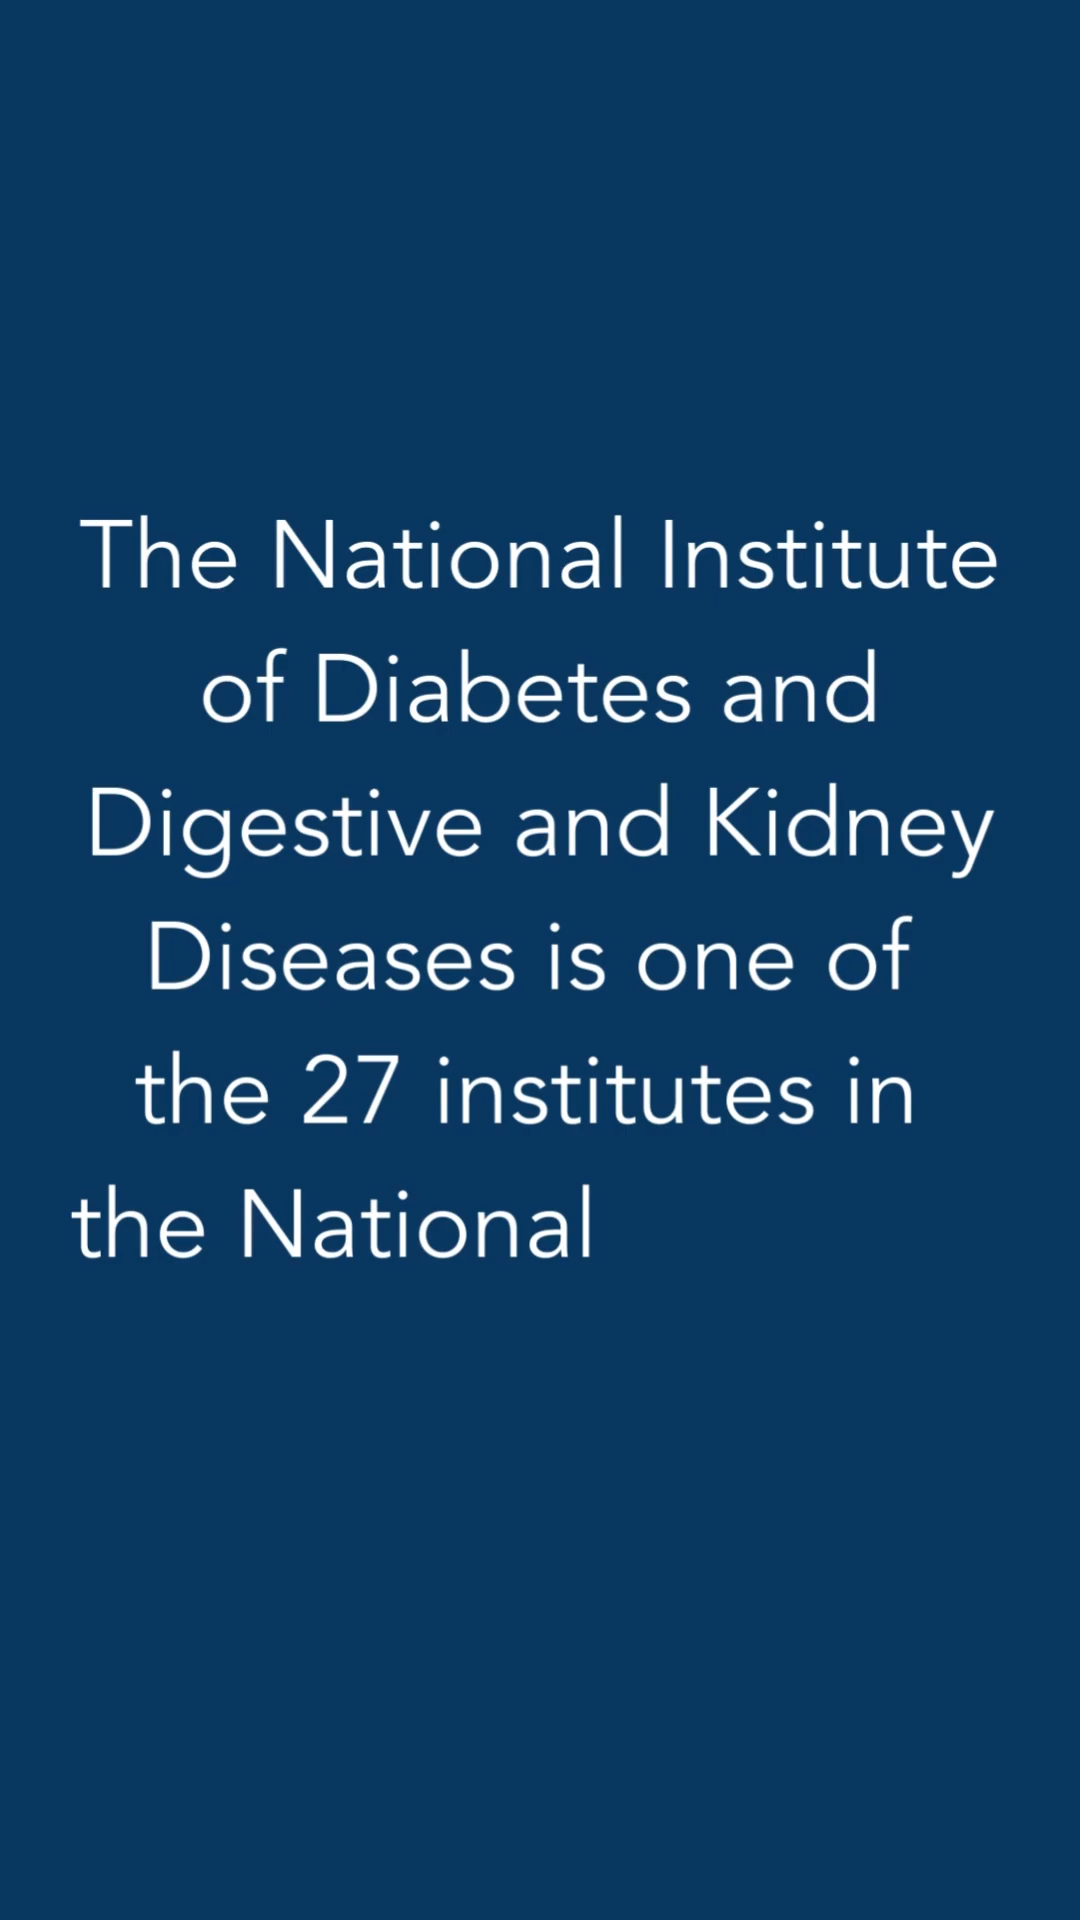 The National Institute
of Diabetes and
Digestive and Kidney
Diseases is one of
the 27 institutes in
the National